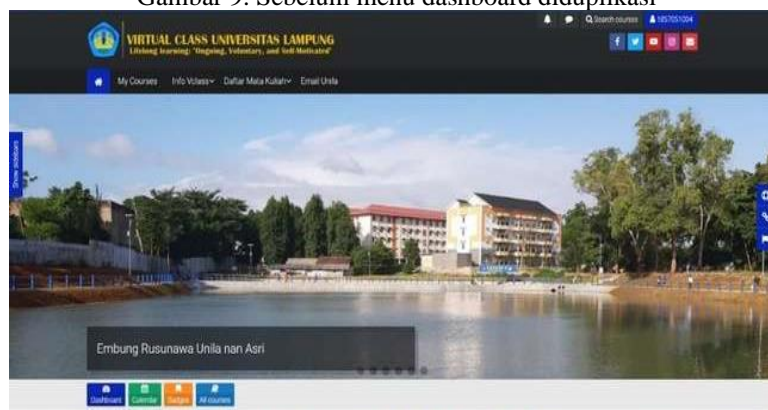 Gambar 9. Sebelum menu dashboard diduplikasi
Search courses
1857051004
VIRTUAL CLASS UNIVERSITAS LAMPUNG
Lifelong learning: "Ongoing, Voluntary, and Self-Motivated"
My Courses Info Vclass Daftar Mata Kuliah Email Unila
Show sidebars
Embung Rusunawa Unila nan Asri
Dashboard Calendar Badges All courses